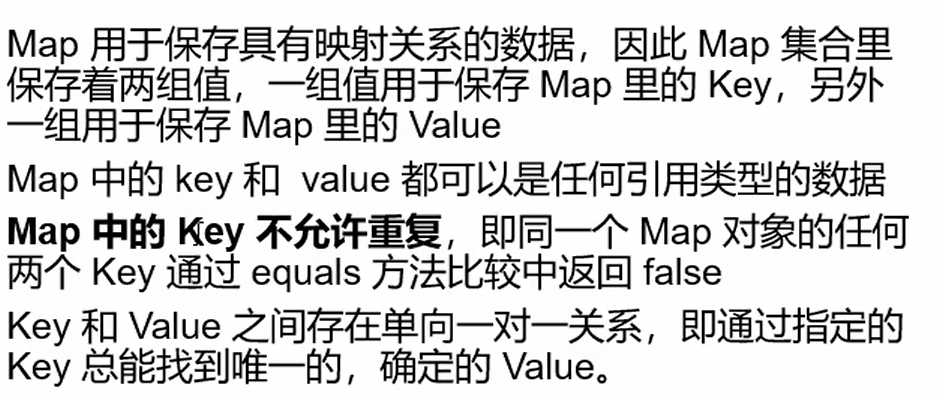 Map 用于保存具有映射关系的数据，因此 Map 集合里
保存着两组值，一组值用于保存 Map 里的 Key，另外
一组用于保存 Map 里的 Value
Map 中的 key 和 value 都可以是任何引用类型的数据
Map 中的 Key 不允许重复，即同一个 Map 对象的任何
两个 Key 通过 equals 方法比较中返回 false
Key 和 Value 之间存在单向一对一关系，即通过指定的
Key 总能找到唯一的，确定的 Value。